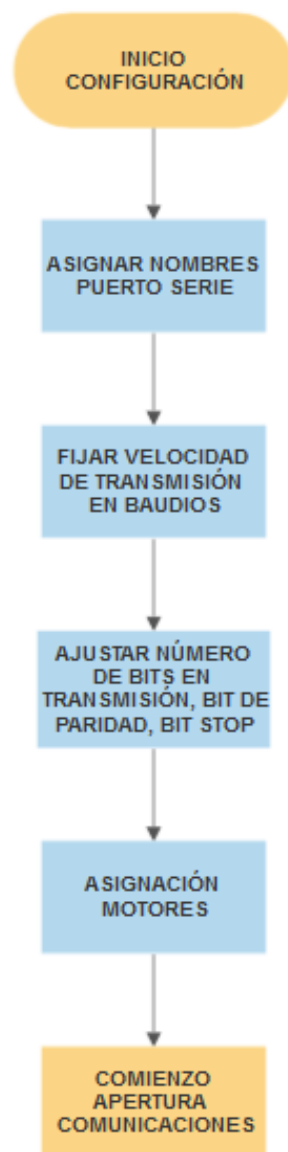 INICIO
CONFIGURACIÓN
ASIGNAR NOMBRES
PUERTO SERIE
FIJAR VELOCIDAD
DE TRANSMISIÓN
EN BAUDIOS
AJUSTAR NÚMERO
DE BITS EN
TRANSMISIÓN, BIT DE
PARIDAD, BIT STOP
ASIGNACIÓN
MOTORES
COMIENZO
APERTURA
COMUNICACIONES